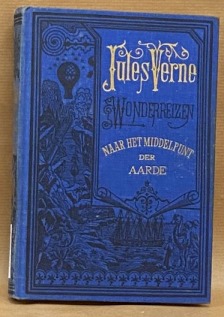 Jules Verne
Wonderreizen
NAAR HET MIDDELPUNT
DER
AARDE